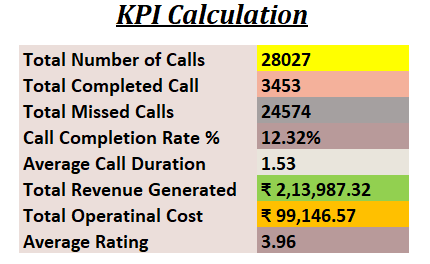 KPI Calculation
Total Number of Calls 28027
Total Completed Call 3453
Total Missed Calls 24574
Call Completion Rate % 12.32%
Average Call Duration 1.53
Total Revenue Generated ₹ 2,13,987.32
Total Operatinal Cost ₹ 99,146.57
Average Rating 3.96